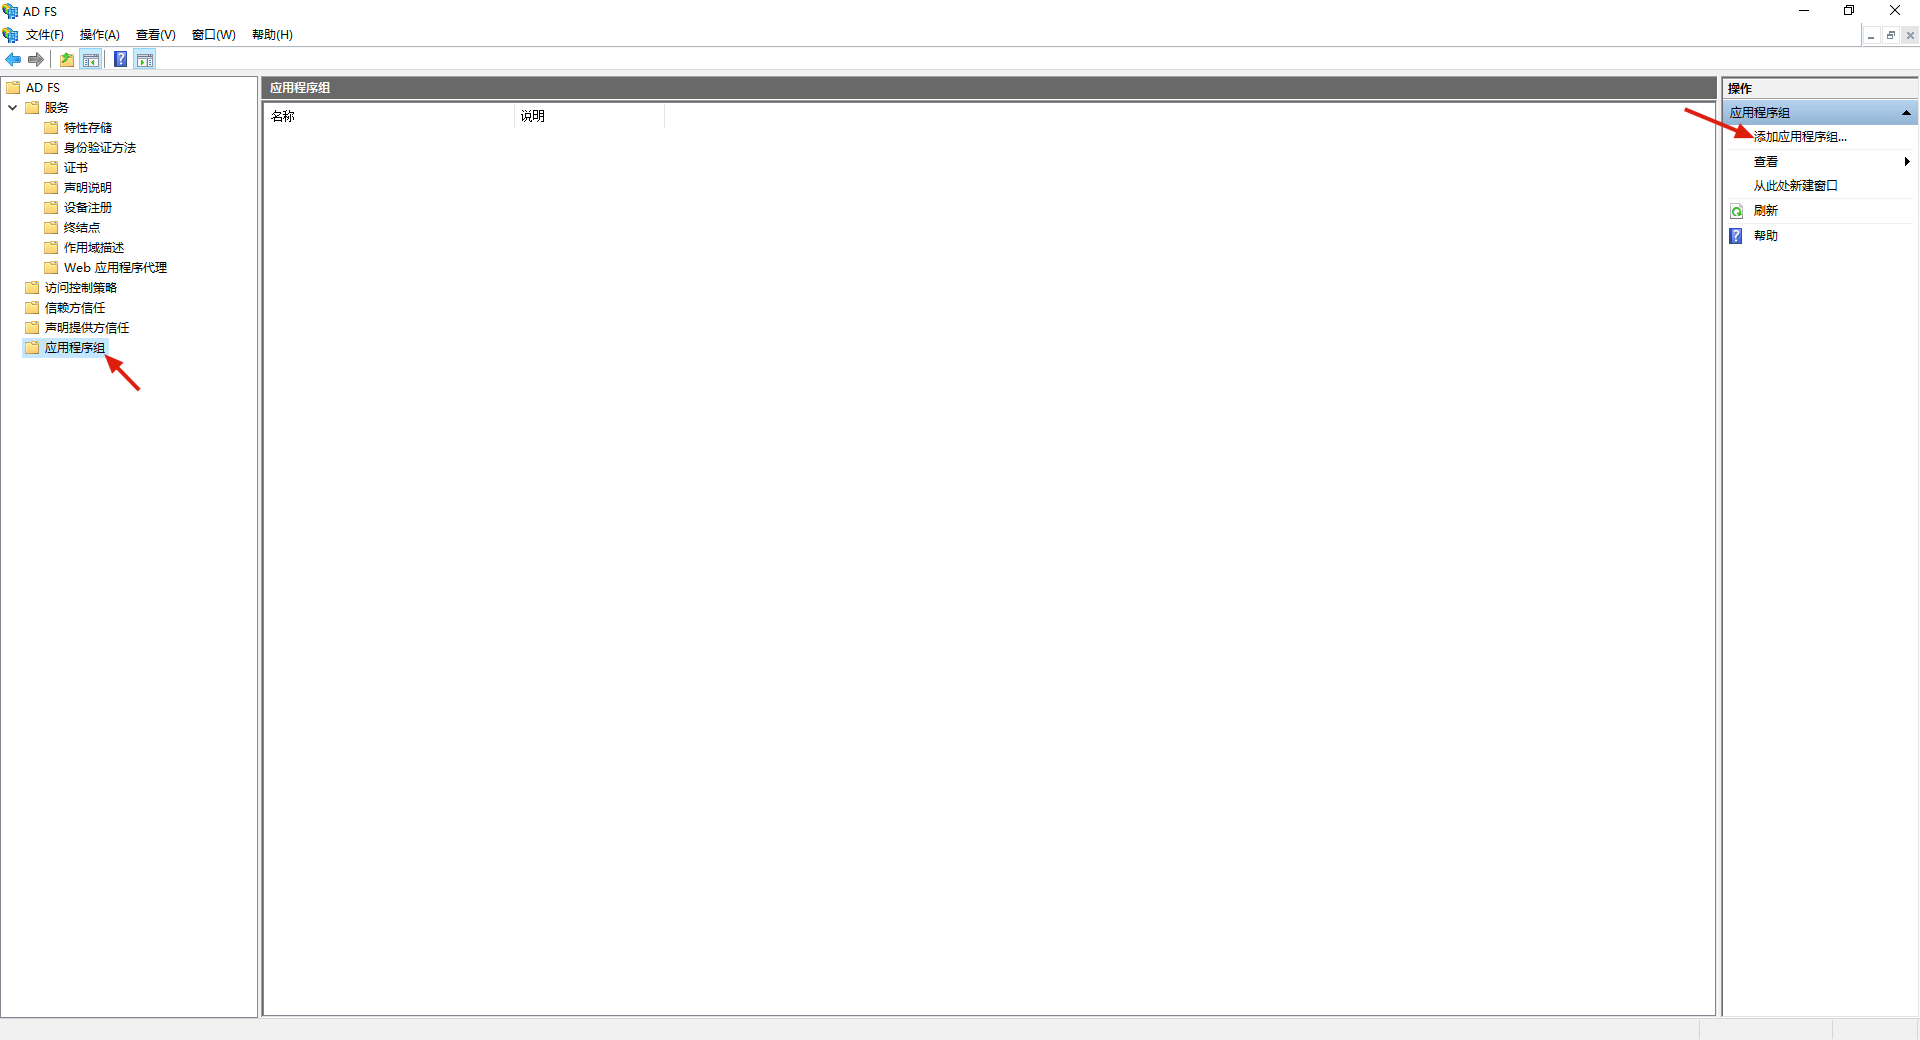 AD FS
文件(F) 操作(A) 查看(V) 窗口(W) 帮助(H)
AD FS
服务
特性存储
身份验证方法
证书
声明说明
设备注册
终结点
作用域描述
Web 应用程序代理
访问控制策略
信赖方信任
声明提供方信任
应用程序组
应用程序组
名称 说明
操作
应用程序组
添加应用程序组...
查看
从此处新建窗口
刷新
帮助